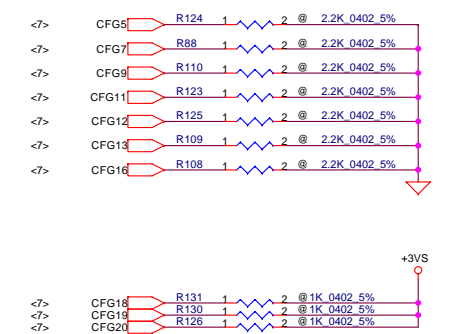 <7> CFG5 R124 1 2 @ 2.2K_0402_5%
<7> CFG7 R88 1 2 @ 2.2K_0402_5%
<7> CFG9 R110 1 2 @ 2.2K_0402_5%
<7> CFG11 R123 1 2 @ 2.2K_0402_5%
<7> CFG12 R125 1 2 @ 2.2K_0402_5%
<7> CFG13 R109 1 2 @ 2.2K_0402_5%
<7> CFG16 R108 1 2 @ 2.2K_0402_5%
+3VS
<7> CFG18 R131 1 2 @ 1K_0402_5%
<7> CFG19 R130 1 2 @ 1K_0402_5%
<7> CFG20 R126 1 2 @ 1K_0402_5%